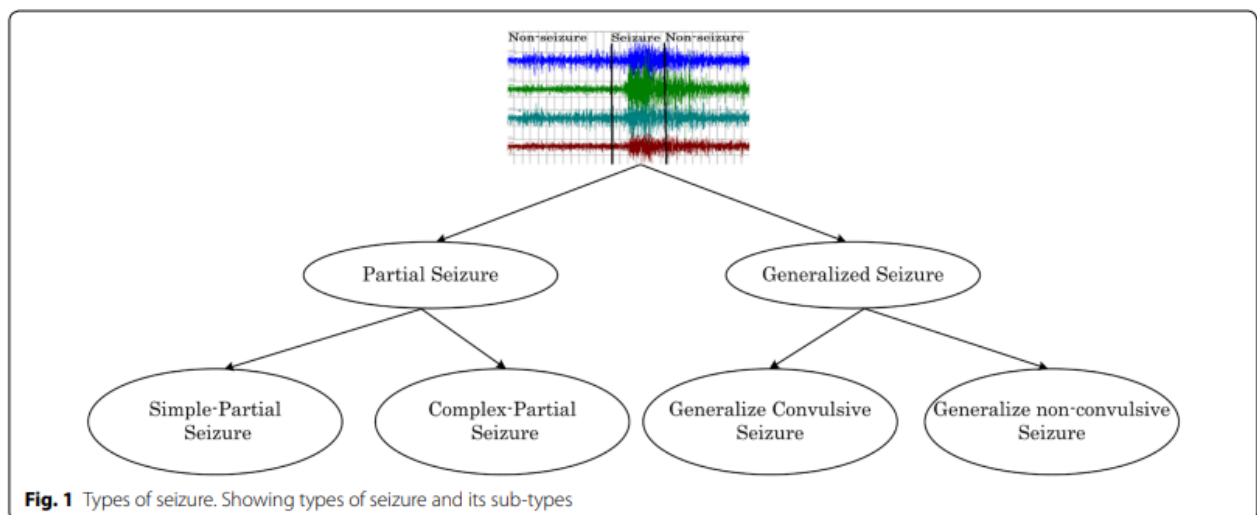 Non-seizure Seizure Non-seizure
Partial Seizure
Generalized Seizure
Simple-Partial
Seizure
Complex-Partial
Seizure
Generalize Convulsive
Seizure
Generalize non-convulsive
Seizure
Fig. 1 Types of seizure. Showing types of seizure and its sub-types